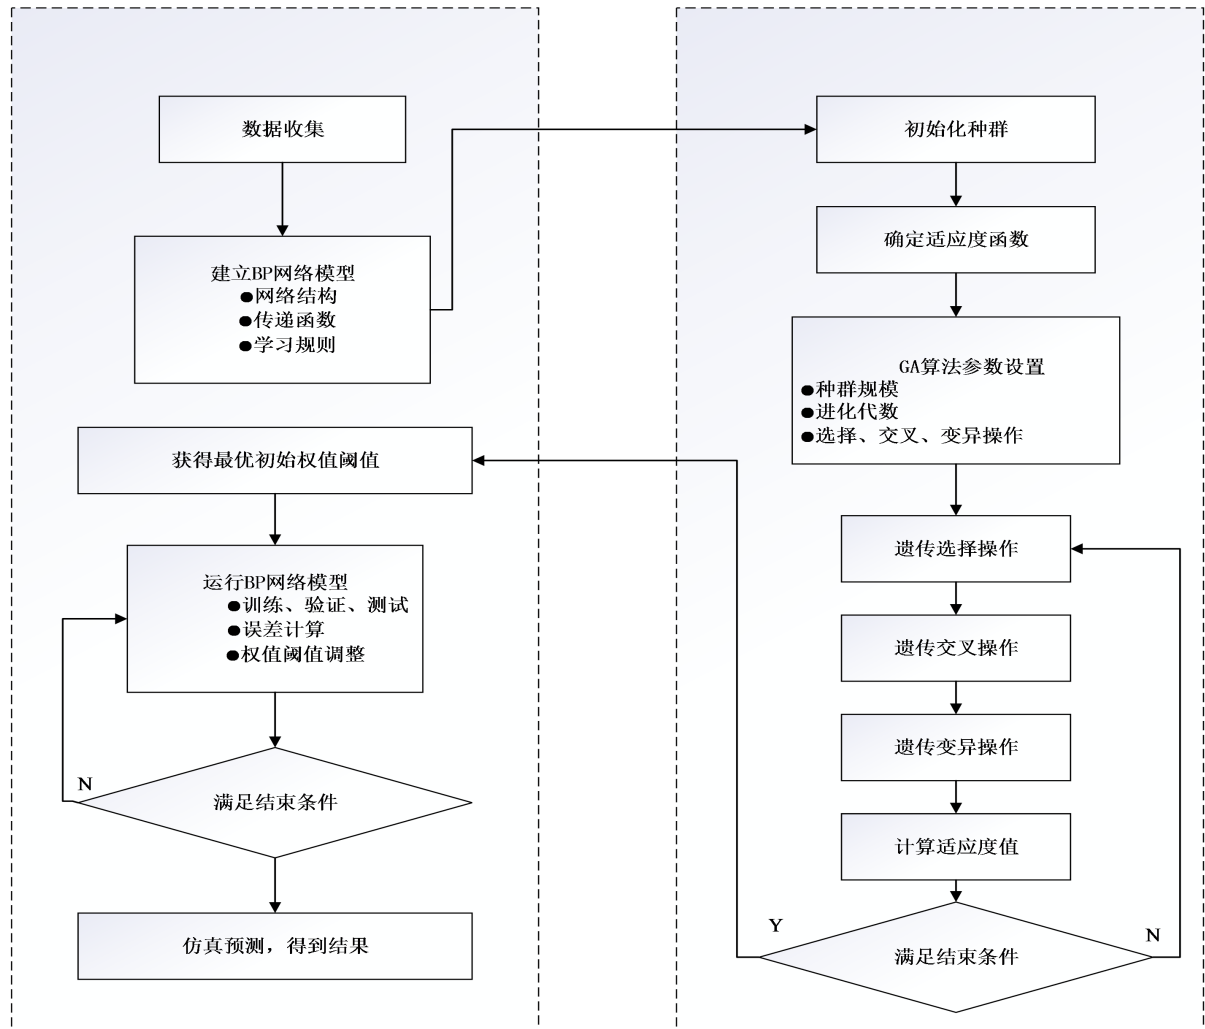 数据收集
建立BP网络模型
●网络结构
●传递函数
●学习规则
获得最优初始权值阈值
运行BP网络模型
●训练、验证、测试
●误差计算
●权值阈值调整
N
满足结束条件
仿真预测，得到结果
初始化种群
确定适应度函数
GA算法参数设置
●种群规模
●进化代数
●选择、交叉、变异操作
遗传选择操作
遗传交叉操作
遗传变异操作
计算适应度值
Y
N
满足结束条件